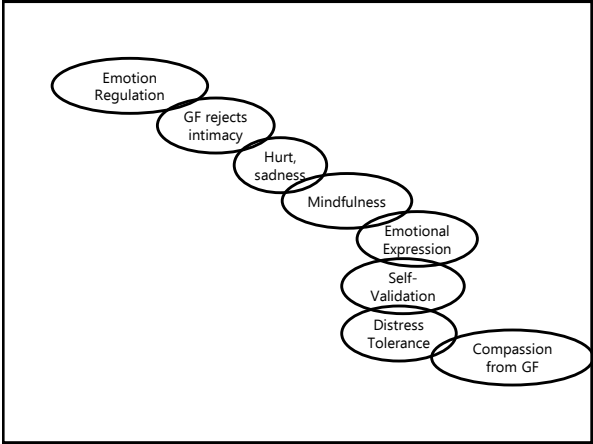 Emotion
Regulation
GF rejects
intimacy
Hurt,
sadness
Mindfulness
Emotional
Expression
Self-
Validation
Distress
Tolerance
Compassion
from GF